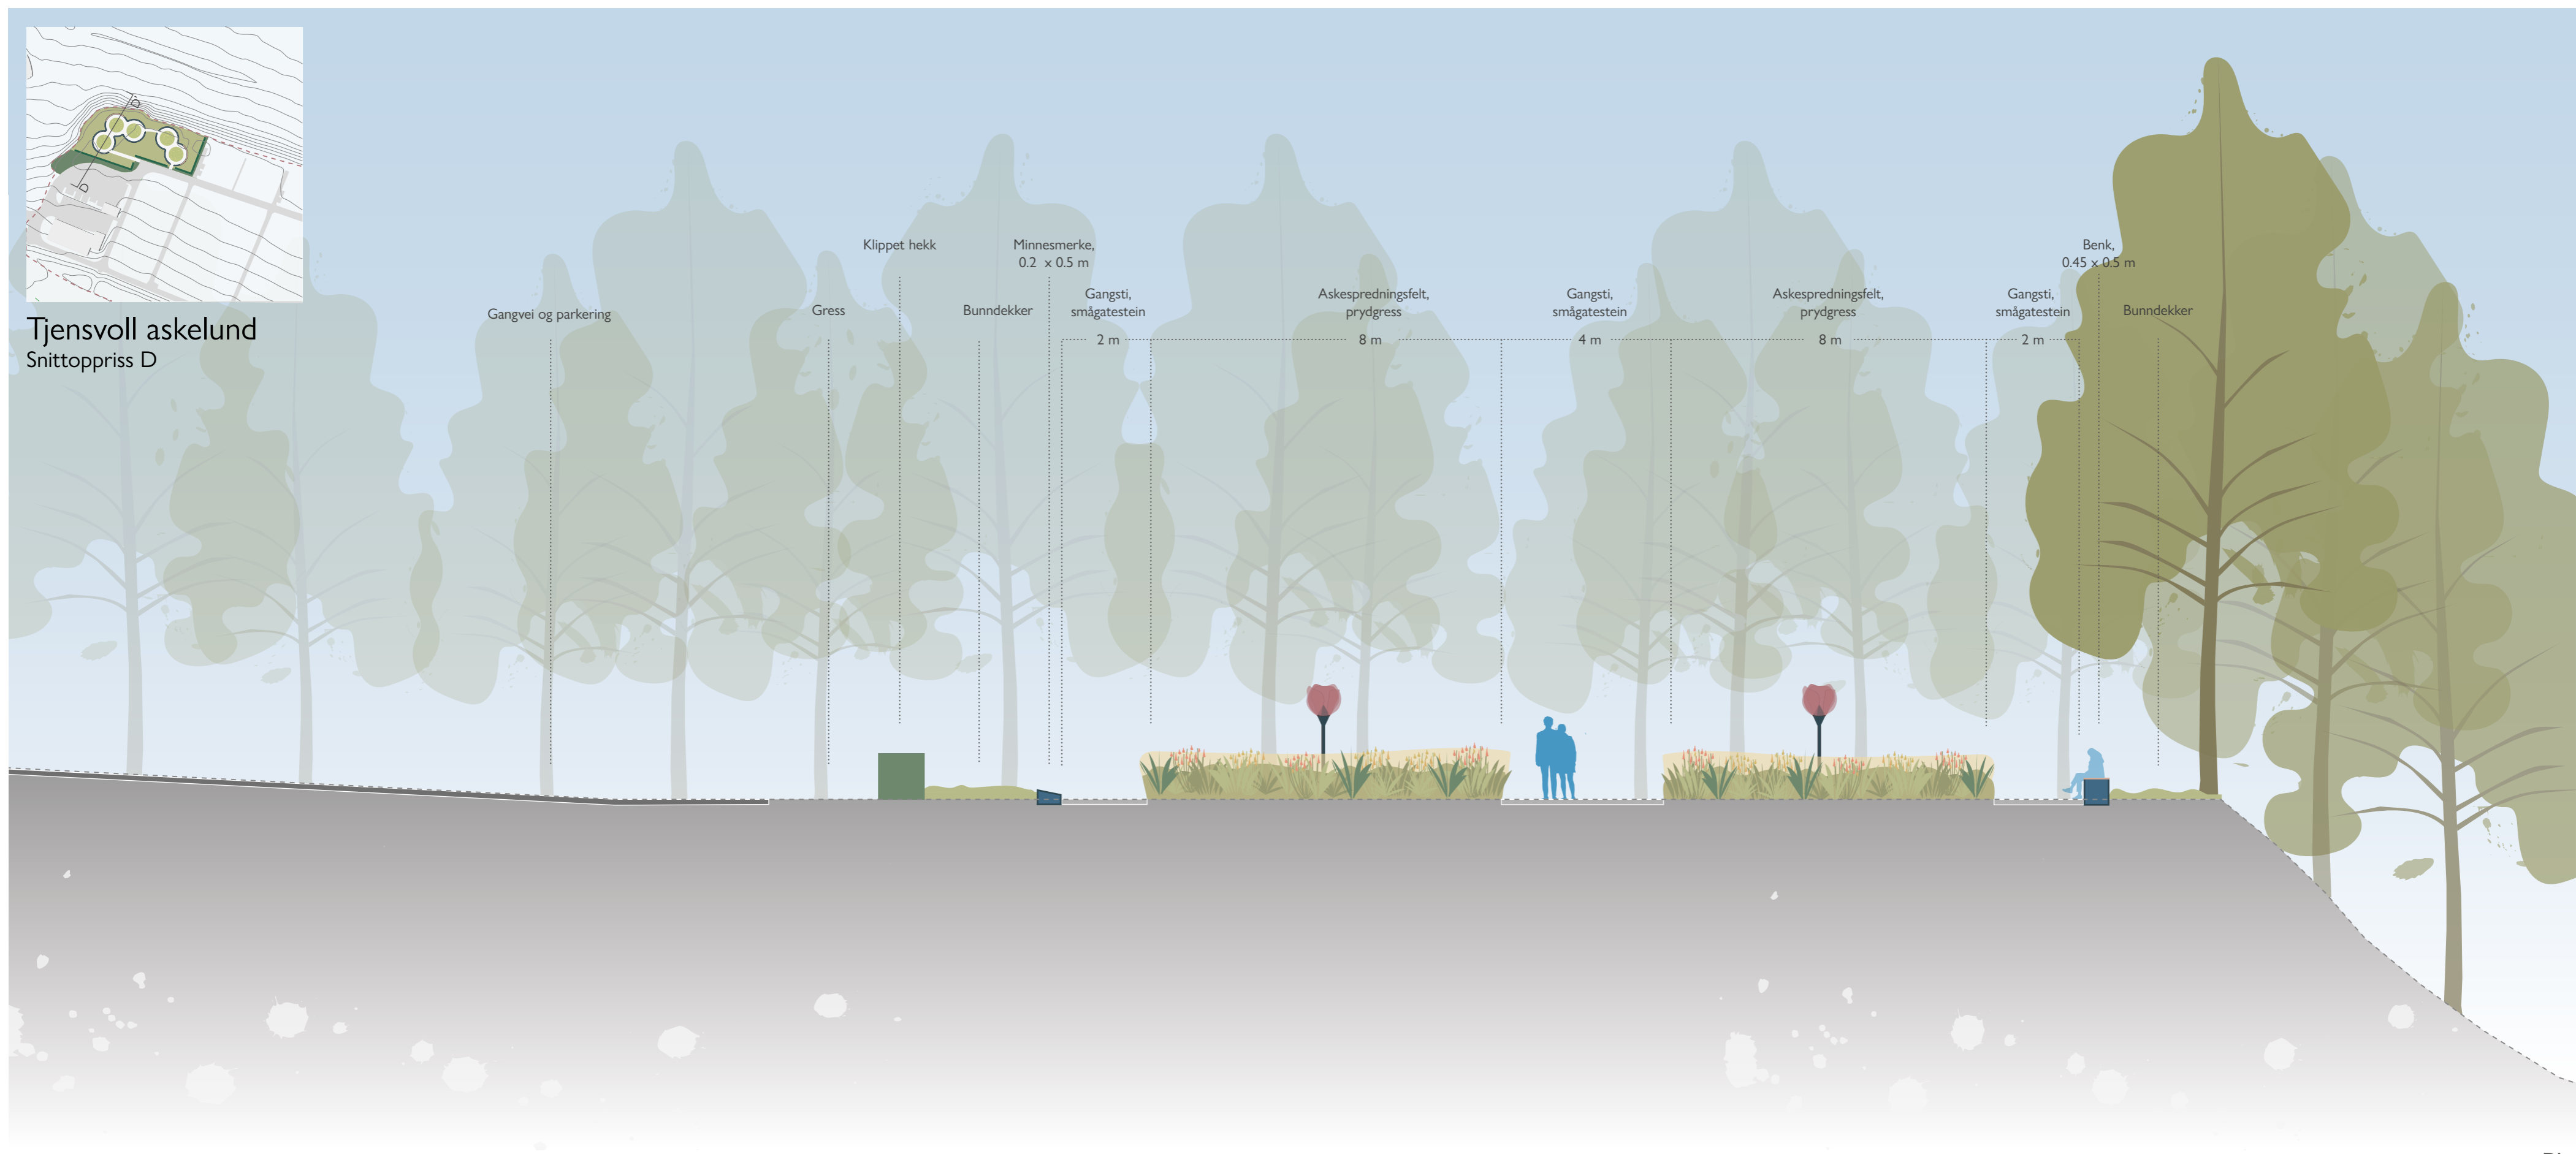 D
D
Tjensvoll askelund
Snittoppriss D
Gangvei og parkering
Gress
Klippet hekk
Bunndekker
Minnesmerke,
0.2 x 0.5 m
Gangsti,
smågatestein
2 m
Askespredningsfelt,
prydgress
8 m
Gangsti,
smågatestein
4 m
Askespredningsfelt,
prydgress
8 m
Gangsti,
smågatestein
2 m
Benk,
0.45 x 0.5 m
Bunndekker